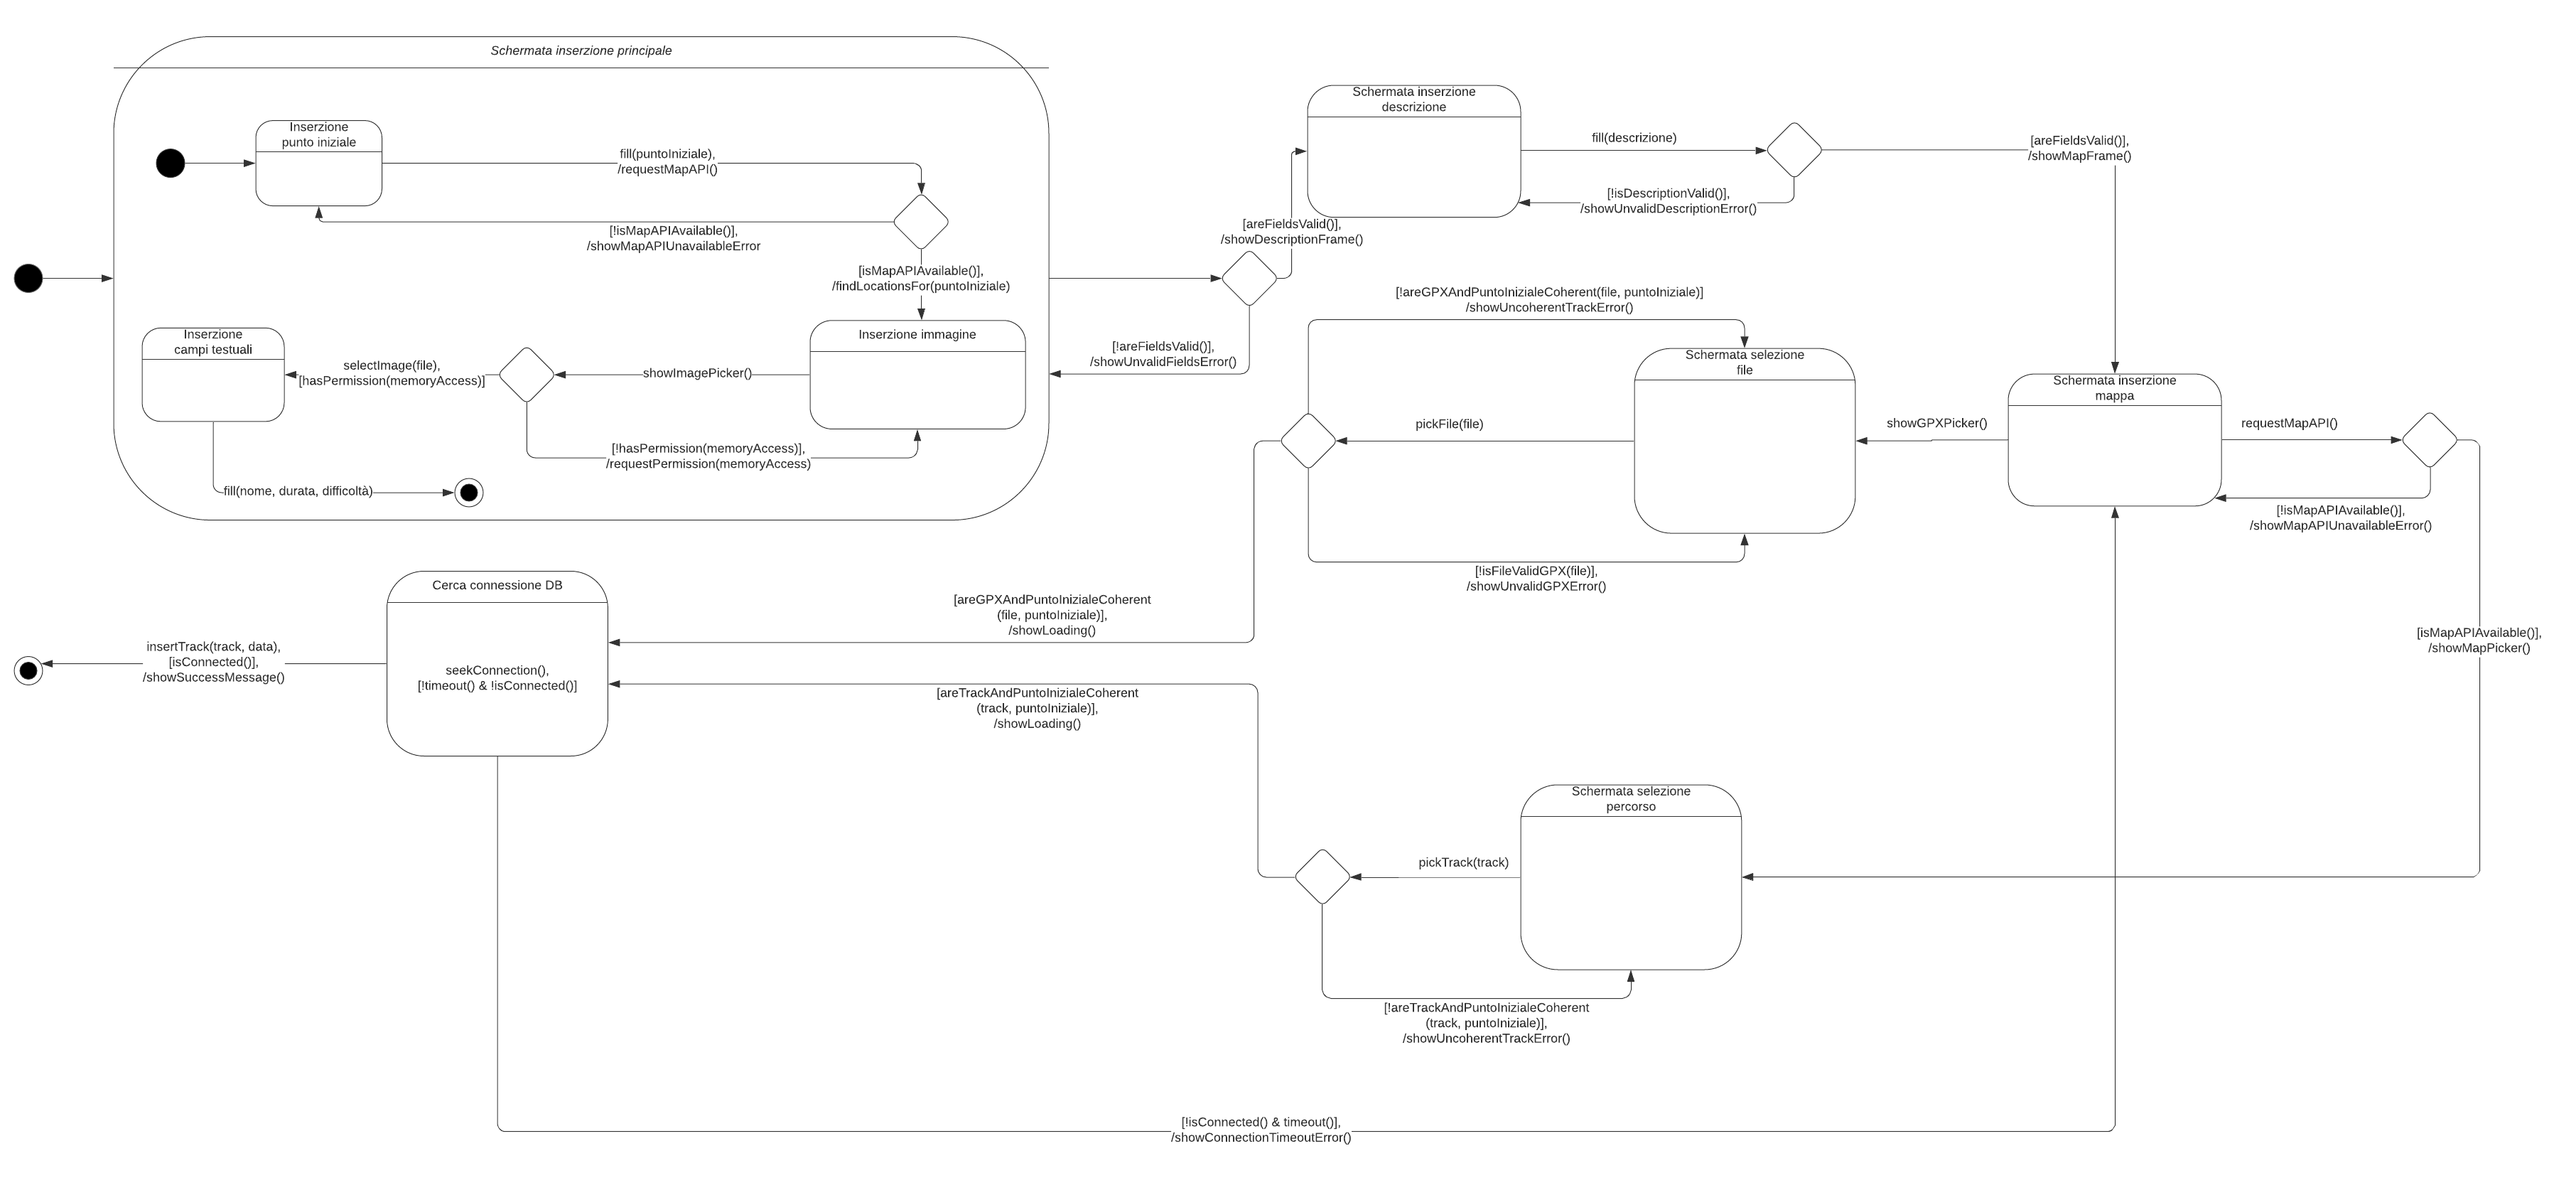 Schermata inserzione principale
Inserzione
punto iniziale
fill(puntoIniziale),
/requestMapAPI()
[!isMapAPIAvailable()],
/showMapAPIUnavailableError
[isMapAPIAvailable()],
/findLocationsFor(puntoIniziale)
Inserzione immagine
showImagePicker()
[!hasPermission(memoryAccess)],
/requestPermission(memoryAccess)
selectImage(file),
[hasPermission(memoryAccess)]
Inserzione
campi testuali
fill(nome, durata, difficoltà)
[!areFieldsValid()],
/showUnvalidFieldsError()
[areFieldsValid()],
/showDescriptionFrame()
Schermata inserzione
descrizione
fill(descrizione)
[!isDescriptionValid()],
/showUnvalidDescriptionError()
[areFieldsValid()],
/showMapFrame()
Schermata inserzione
mappa
requestMapAPI()
[!isMapAPIAvailable()],
/showMapAPIUnavailableError()
[isMapAPIAvailable()],
/showMapPicker()
showGPXPicker()
Schermata selezione
file
pickFile(file)
[!areGPXAndPuntoInizialeCoherent(file, puntoIniziale)]
/showUncoherentTrackError()
[!isFileValidGPX(file)],
/showUnvalidGPXError()
[areGPXAndPuntoInizialeCoherent
(file, puntoIniziale)],
/showLoading()
Cerca connessione DB
seekConnection(),
[!timeout() & !isConnected()]
insertTrack(track, data),
[isConnected()],
/showSuccessMessage()
[areTrackAndPuntoInizialeCoherent
(track, puntoIniziale)],
/showLoading()
Schermata selezione
percorso
pickTrack(track)
[!areTrackAndPuntoInizialeCoherent
(track, puntoIniziale)],
/showUncoherentTrackError()
[!isConnected() & timeout()],
/showConnectionTimeoutError()